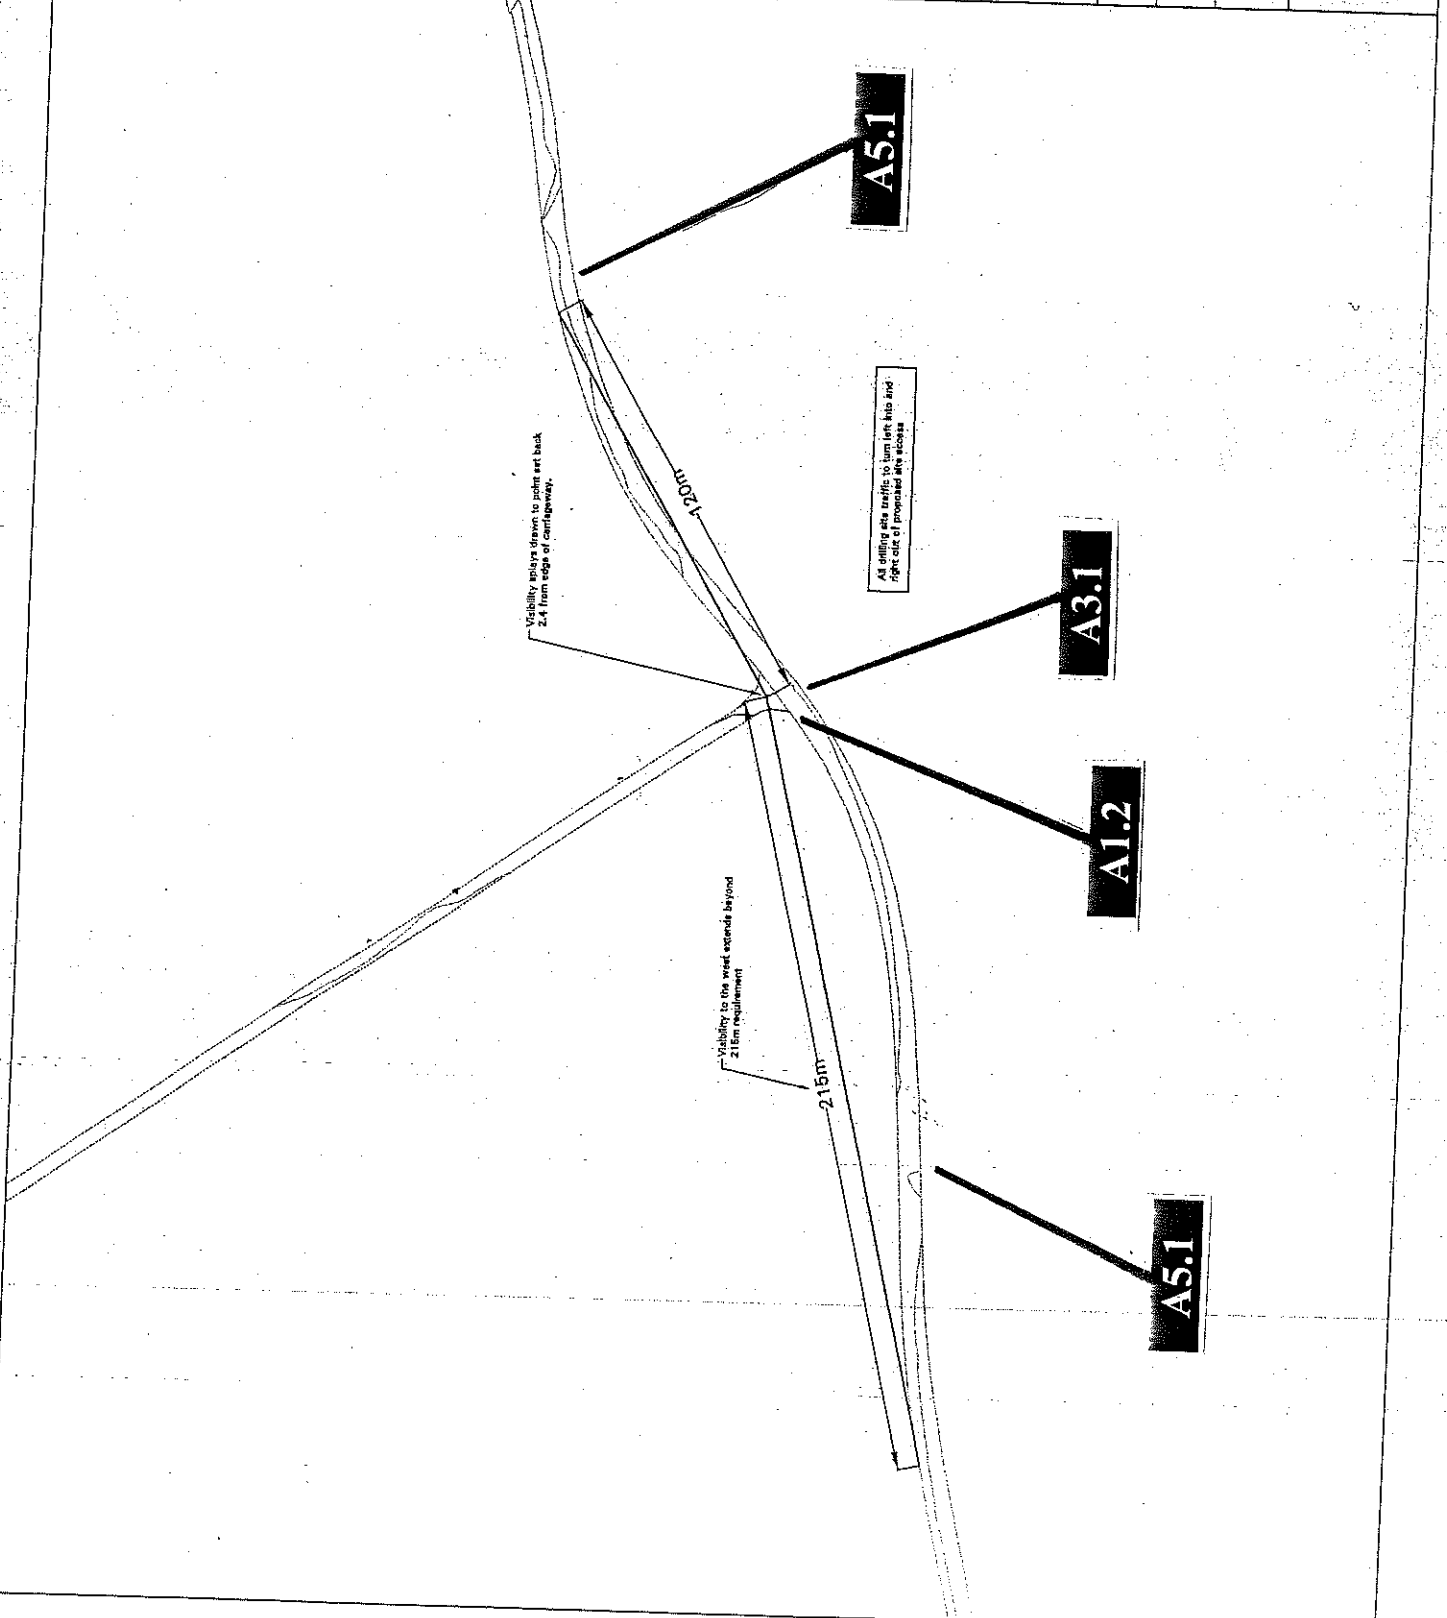 Visibility splays drawn to point set back
2.4 from edge of carriageway.
120m
All drilling site traffic to turn left into and
right out of proposed site access
Visibility to the west extends beyond
215m requirement
215m
A5.1
A3.1
A1.2
A5.1